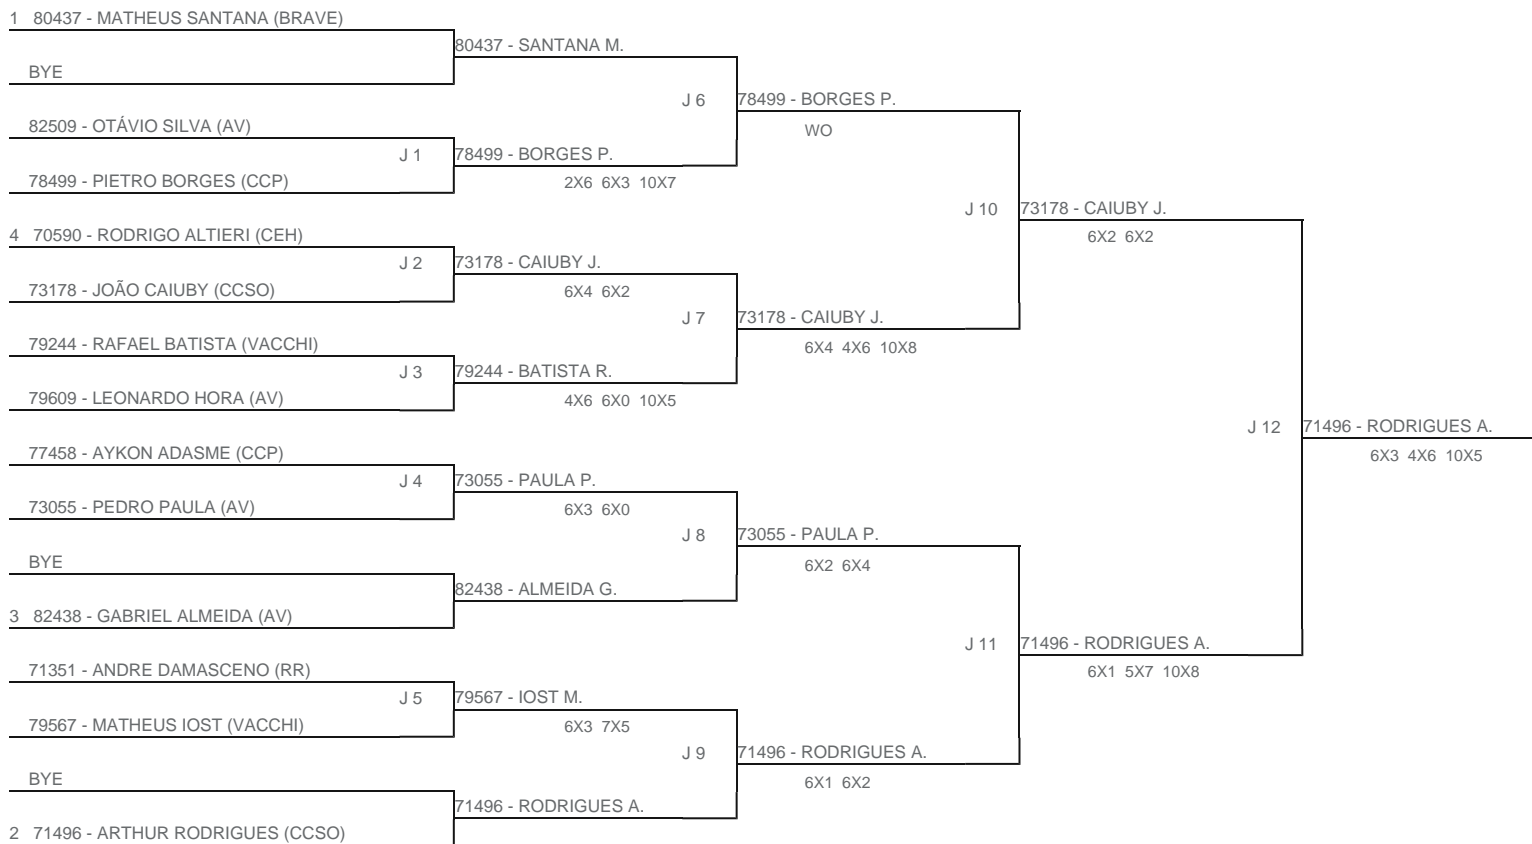 1 80437 - MATHEUS SANTANA (BRAVE)
80437 - SANTANA M.
BYE
J 6
78499 - BORGES P.
82509 - OTÁVIO SILVA (AV)
WO
J 1
78499 - BORGES P.
78499 - PIETRO BORGES (CCP)
2X6 6X3 10X7
J 10
73178 - CAIUBY J.
4 70590 - RODRIGO ALTIERI (CEH)
6X2 6X2
J 2
73178 - CAIUBY J.
73178 - JOÃO CAIUBY (CCSO)
6X4 6X2
J 7
73178 - CAIUBY J.
79244 - RAFAEL BATISTA (VACCHI)
6X4 4X6 10X8
J 3
79244 - BATISTA R.
79609 - LEONARDO HORA (AV)
4X6 6X0 10X5
J 12
71496 - RODRIGUES A.
77458 - AYKON ADASME (CCP)
6X3 4X6 10X5
J 4
73055 - PAULA P.
73055 - PEDRO PAULA (AV)
6X3 6X0
J 8
73055 - PAULA P.
BYE
6X2 6X4
82438 - ALMEIDA G.
3 82438 - GABRIEL ALMEIDA (AV)
J 11
71496 - RODRIGUES A.
71351 - ANDRE DAMASCENO (RR)
6X1 5X7 10X8
J 5
79567 - IOST M.
79567 - MATHEUS IOST (VACCHI)
6X3 7X5
J 9
71496 - RODRIGUES A.
BYE
6X1 6X2
71496 - RODRIGUES A.
2 71496 - ARTHUR RODRIGUES (CCSO)